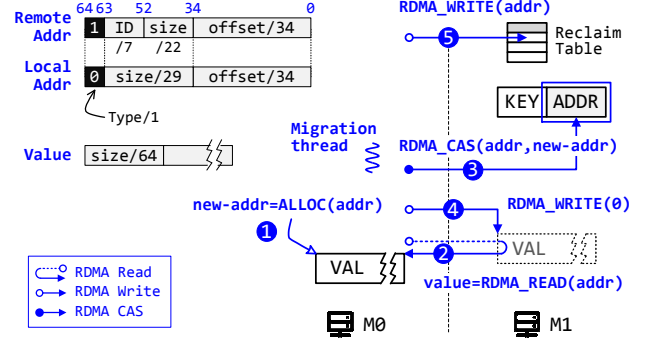 64 63 52 34 0
Remote Addr
1 ID size offset/34
/7 /22
Local Addr
0 size/29 offset/34
Type/1
Value size/64
RDMA_WRITE(addr)
5
Reclaim Table
KEY ADDR
Migration thread
RDMA_CAS(addr,new-addr)
3
new-addr=ALLOC(addr)
1
4
RDMA_WRITE(0)
2
VAL
VAL
value=RDMA_READ(addr)
RDMA Read
RDMA Write
RDMA CAS
M0
M1